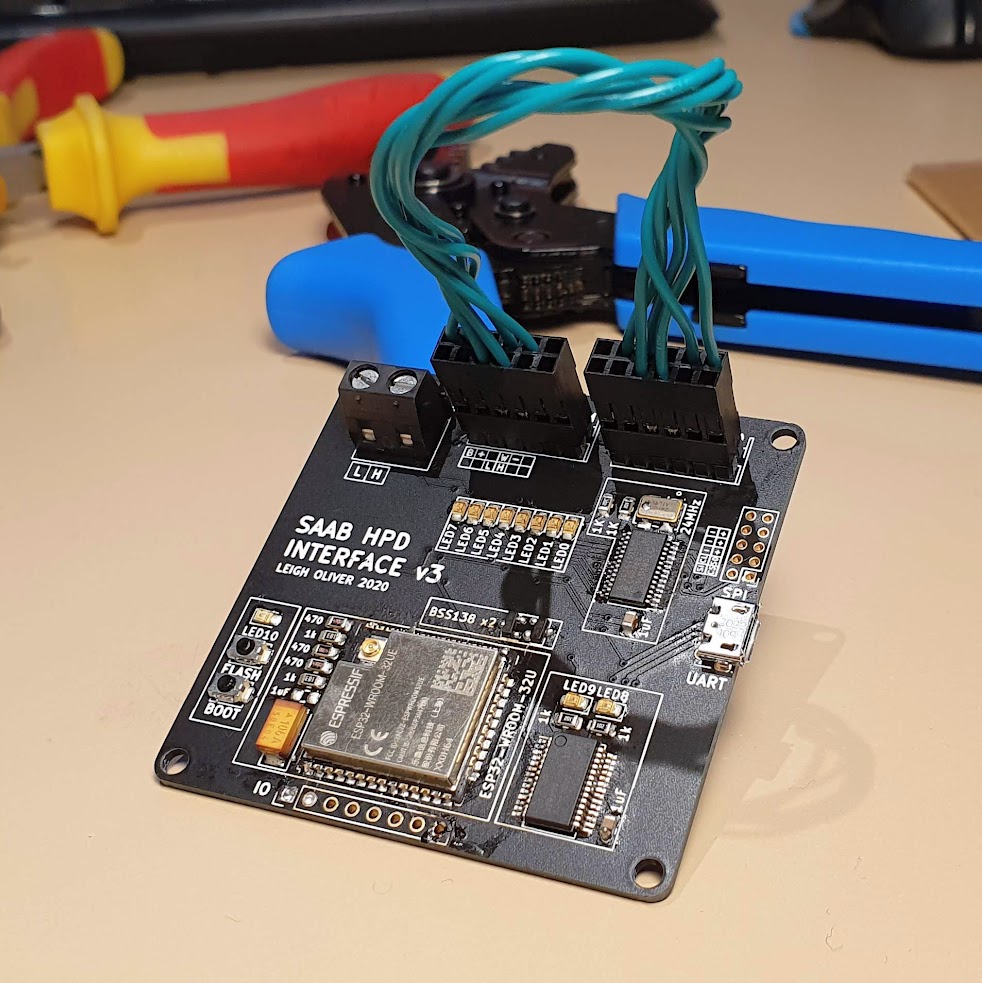 L H
B + W -
L H
LED7
LED6
LED5
LED4
LED3
LED2
LED1
LED0
1K
1K
24MHz
1uF
SPI
UART
SAAB HPD
INTERFACE v3
LEIGH OLIVER 2020
BSS138 x2
LED10
FLASH
BOOT
470
1k
470
470
1k
1uF
106A
ESPRESSIF
ESP32-WROOM-32UE
CE
ESP32-WROOM-32U
LED9
LED8
1k
1k
1uF
IO